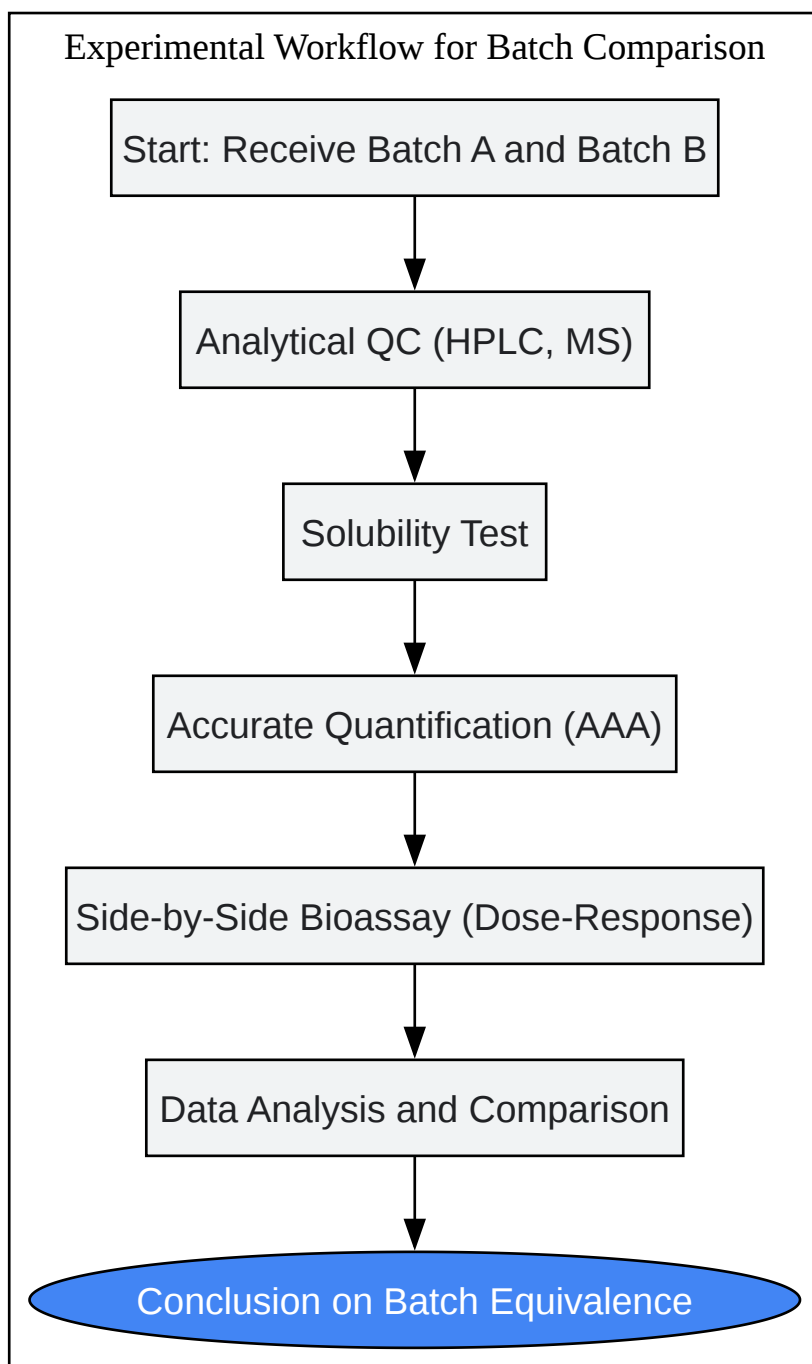 Experimental Workflow for Batch Comparison
Start: Receive Batch A and Batch B
Analytical QC (HPLC, MS)
Solubility Test
Accurate Quantification (AAA)
Side-by-Side Bioassay (Dose-Response)
Data Analysis and Comparison
Conclusion on Batch Equivalence